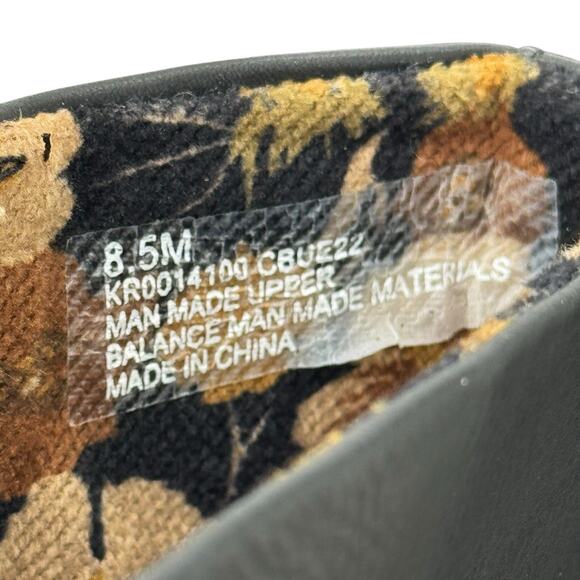 8.5M
KR0014100 CBUE22
MAN MADE UPPER
BALANCE MAN MADE MATERIALS
MADE IN CHINA